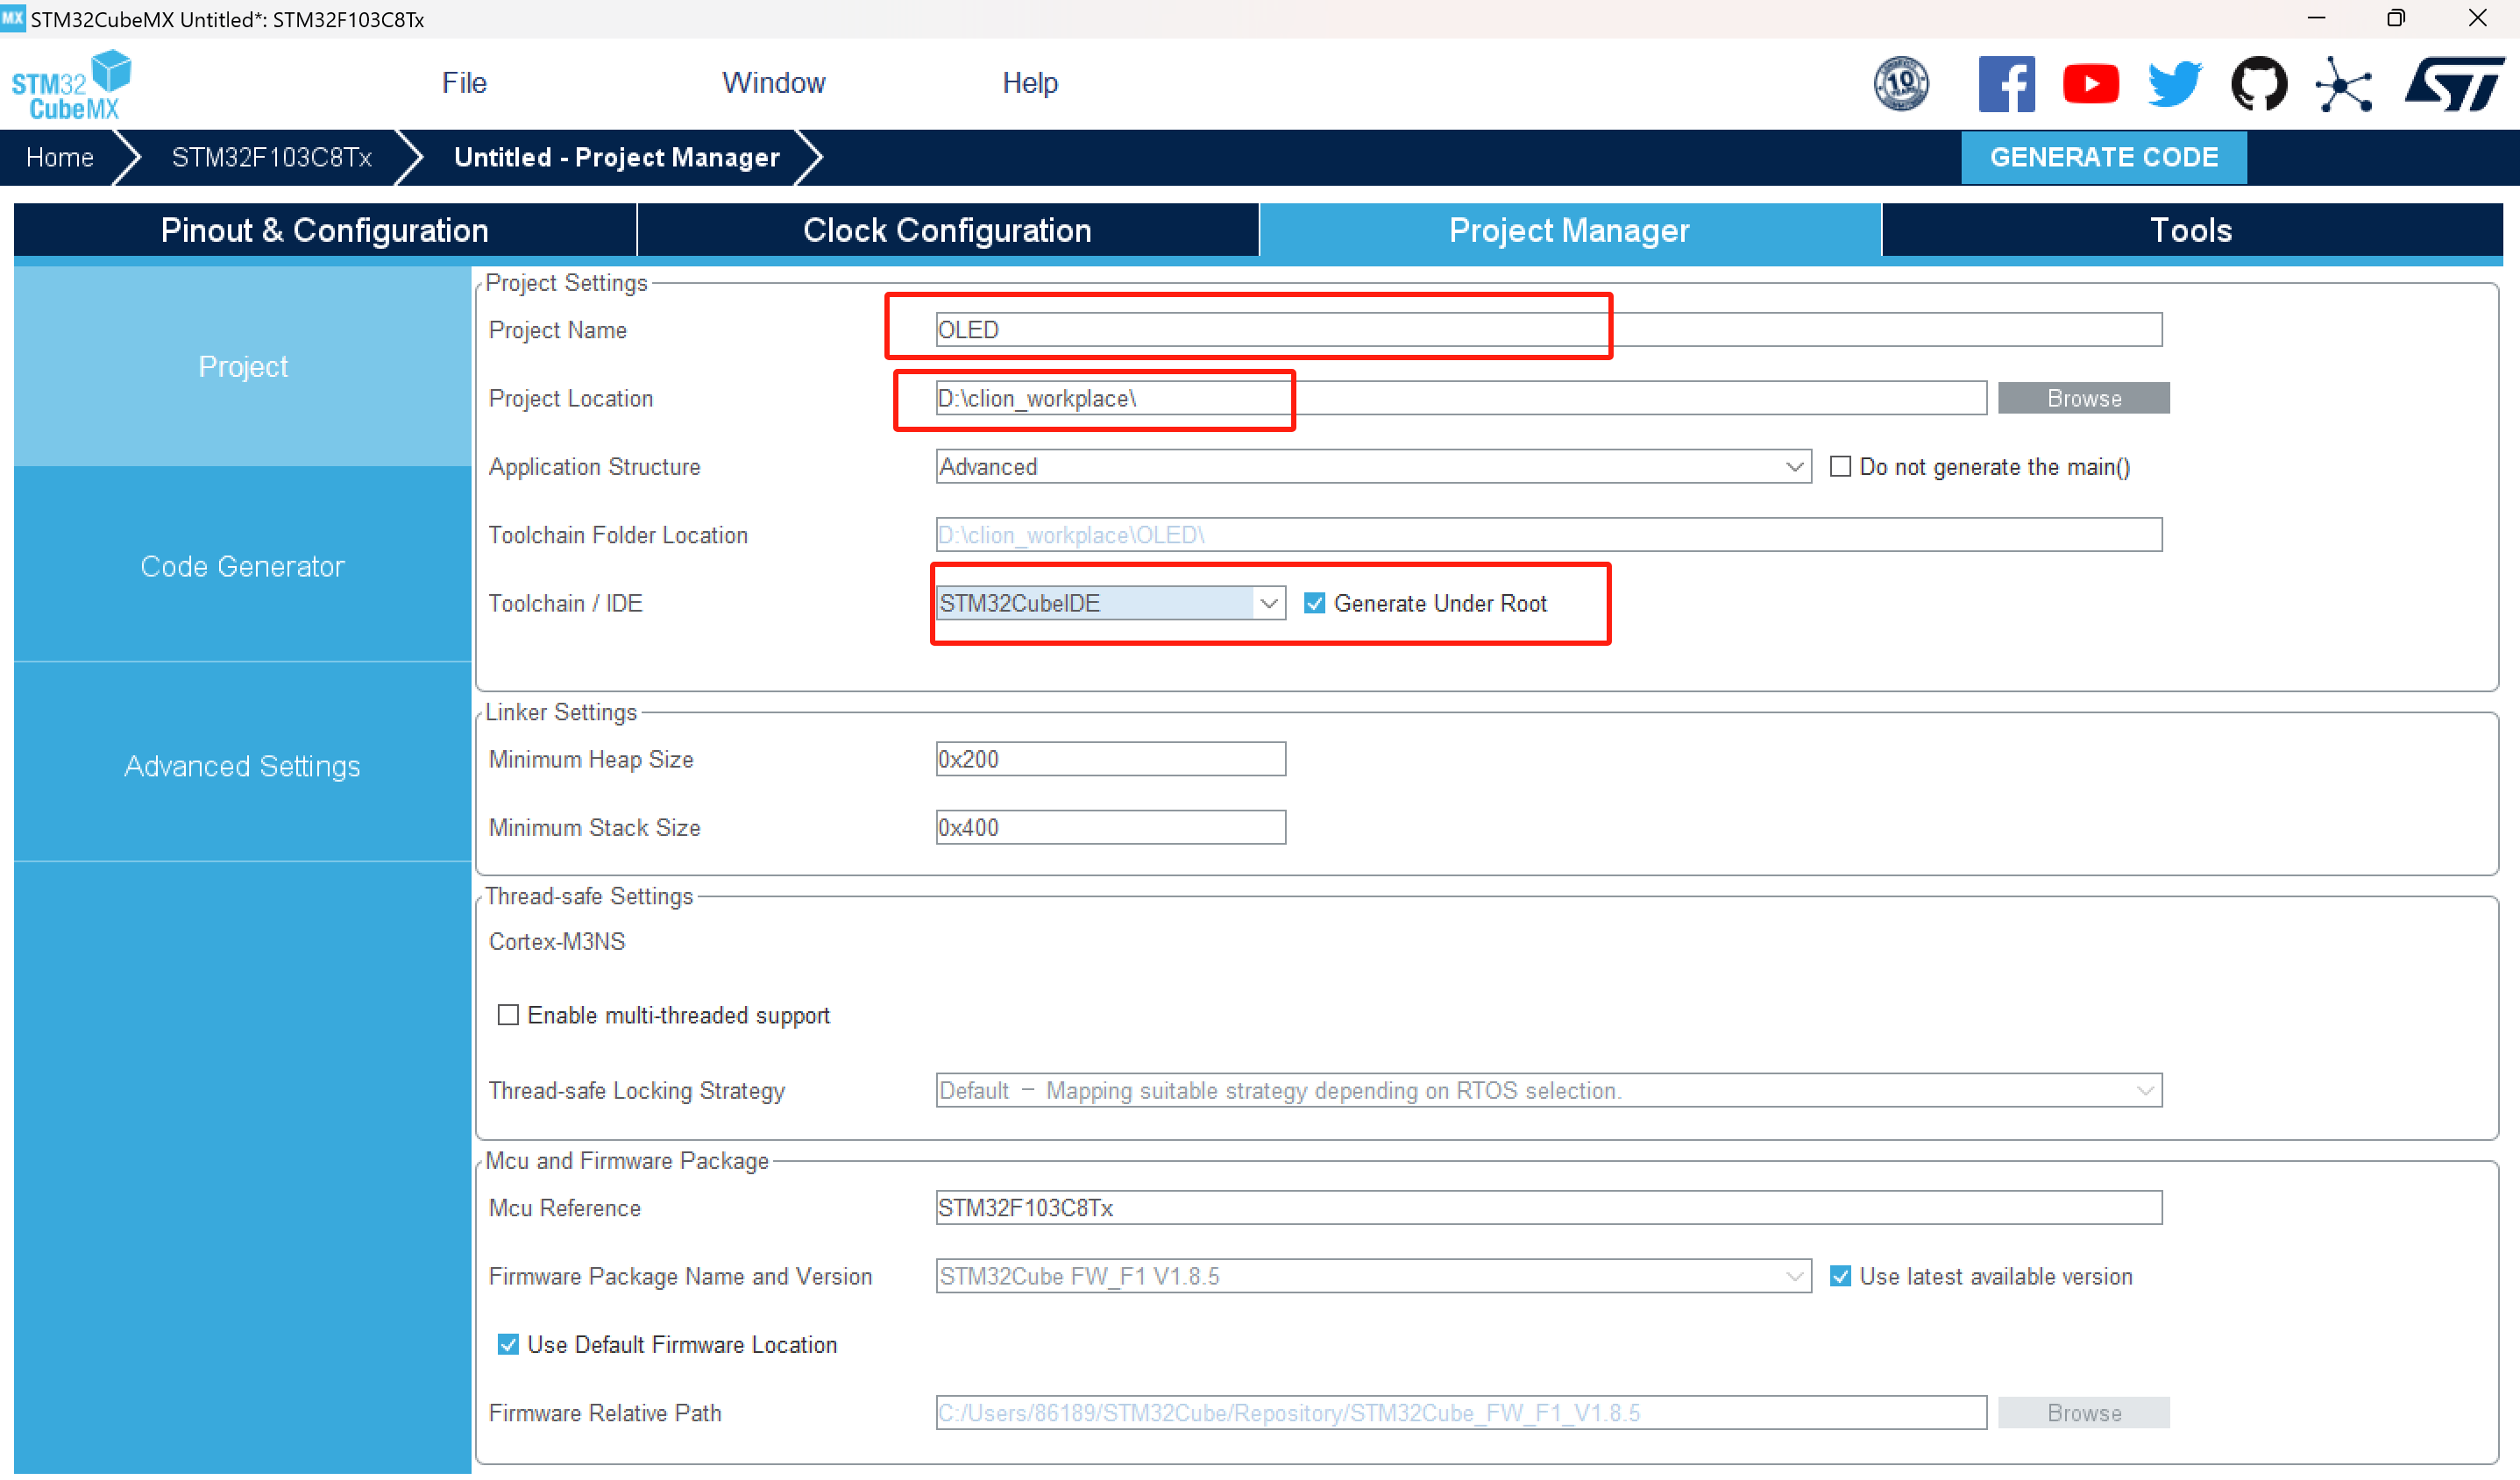 MX STM32CubeMX Untitled*: STM32F103C8Tx
STM32 CubeMX
File Window Help
10 YEARS
ST
Home STM32F103C8Tx Untitled - Project Manager GENERATE CODE
Pinout & Configuration Clock Configuration Project Manager Tools
Project
Code Generator
Advanced Settings
Project Settings
Project Name OLED
Project Location D:\clion_workplace\ Browse
Application Structure Advanced Do not generate the main()
Toolchain Folder Location D:\clion_workplace\OLED\
Toolchain / IDE STM32CubeIDE Generate Under Root
Linker Settings
Minimum Heap Size 0x200
Minimum Stack Size 0x400
Thread-safe Settings
Cortex-M3NS
Enable multi-threaded support
Thread-safe Locking Strategy Default – Mapping suitable strategy depending on RTOS selection.
Mcu and Firmware Package
Mcu Reference STM32F103C8Tx
Firmware Package Name and Version STM32Cube FW_F1 V1.8.5 Use latest available version
Use Default Firmware Location
Firmware Relative Path C:/Users/86189/STM32Cube/Repository/STM32Cube_FW_F1_V1.8.5 Browse